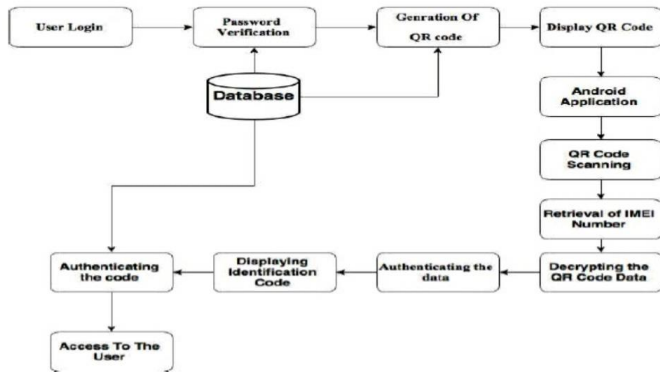 User Login
Password
Verification
Genration Of
QR code
Display QR Code
Database
Android
Application
QR Code
Scanning
Retrieval of IMEI
Number
Decrypting the
QR Code Data
Authenticating the
data
Displaying
Identification
Code
Authenticating
the code
Access To The
User